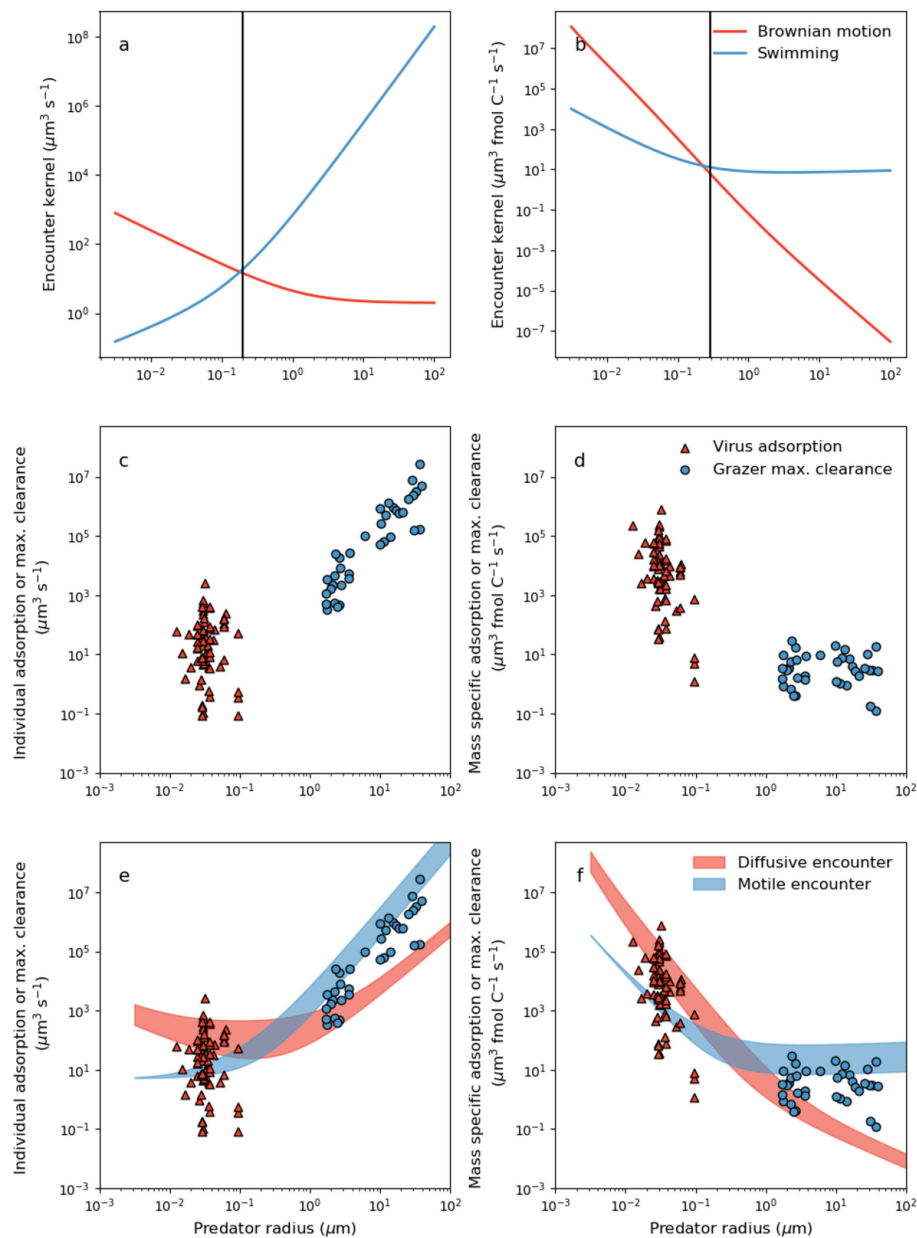 a
10⁸
10⁶
10⁴
10²
10⁰
Encounter kernel (μm³ s⁻¹)
10⁻² 10⁻¹ 10⁰ 10¹ 10²
b
Brownian motion
Swimming
10⁷
10⁵
10³
10¹
10⁻¹
10⁻³
10⁻⁵
10⁻⁷
Encounter kernel (μm³ fmol C⁻¹ s⁻¹)
10⁻² 10⁻¹ 10⁰ 10¹ 10²
c
10⁷
10⁵
10³
10¹
10⁻¹
10⁻³
Individual adsorption or max. clearance
(μm³ s⁻¹)
10⁻³ 10⁻² 10⁻¹ 10⁰ 10¹ 10²
d
Virus adsorption
Grazer max. clearance
10⁷
10⁵
10³
10¹
10⁻¹
10⁻³
Mass specific adsorption or max. clearance
(μm³ fmol C⁻¹ s⁻¹)
10⁻³ 10⁻² 10⁻¹ 10⁰ 10¹ 10²
e
10⁷
10⁵
10³
10¹
10⁻¹
10⁻³
Individual adsorption or max. clearance
(μm³ s⁻¹)
10⁻³ 10⁻² 10⁻¹ 10⁰ 10¹ 10²
Predator radius (μm)
f
Diffusive encounter
Motile encounter
10⁷
10⁵
10³
10¹
10⁻¹
10⁻³
Mass specific adsorption or max. clearance
(μm³ fmol C⁻¹ s⁻¹)
10⁻³ 10⁻² 10⁻¹ 10⁰ 10¹ 10²
Predator radius (μm)